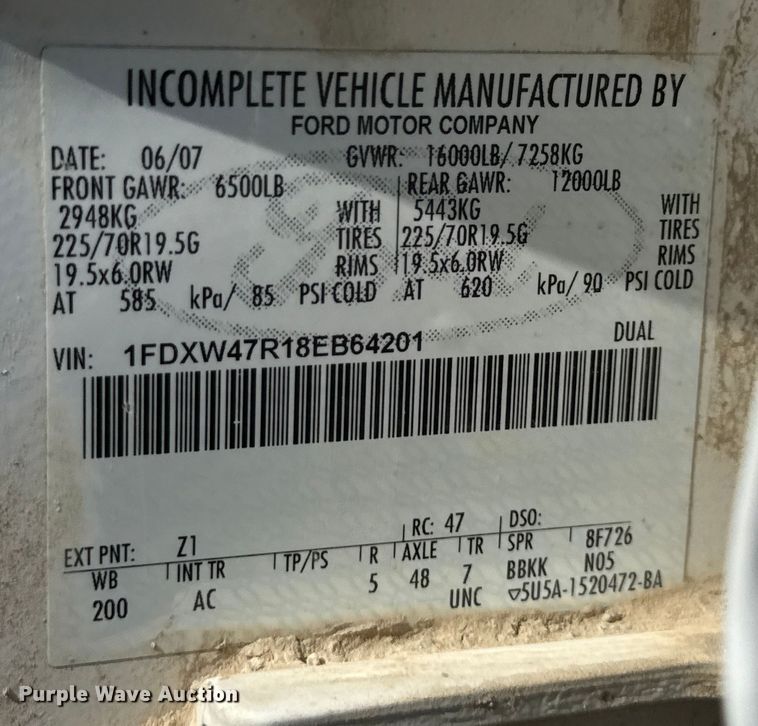 INCOMPLETE VEHICLE MANUFACTURED BY
FORD MOTOR COMPANY
DATE: 06/07 GVWR: 16000LB/ 7258KG
FRONT GAWR: 6500LB REAR GAWR: 12000LB
2948KG WITH 5443KG WITH
225/70R19.5G TIRES 225/70R19.5G TIRES
19.5x6.0RW RIMS 19.5x6.0RW RIMS
AT 585 kPa/ 85 PSI COLD AT 620 kPa/ 90 PSI COLD
VIN: 1FDXW47R18EB64201 DUAL
EXT PNT: Z1 RC: 47 DSO:
WB INT TR TP/PS R AXLE TR SPR 8F726
200 AC 5 48 7 BBKK N05
UNC ▽5U5A-1520472-BA
Purple Wave Auction